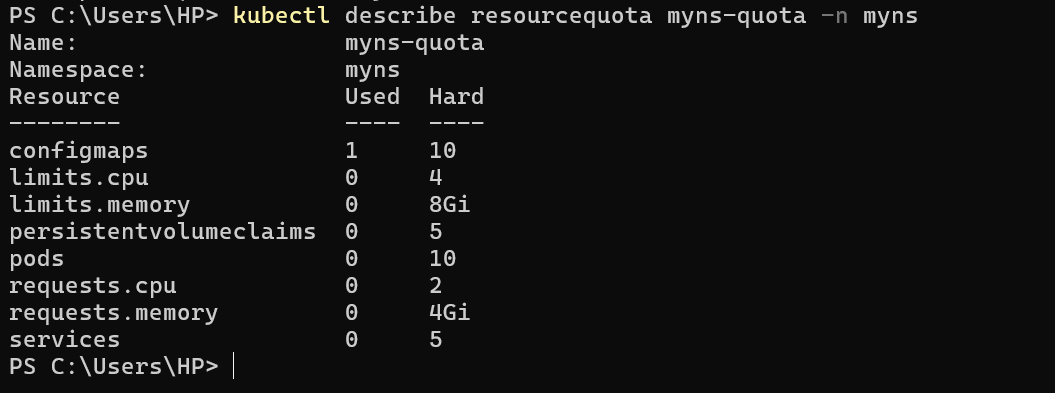 PS C:\Users\HP> kubectl describe resourcequota myns-quota -n myns
Name:                   myns-quota
Namespace:              myns
Resource                Used  Hard
--------                ----  ----
configmaps              1     10
limits.cpu              0     4
limits.memory           0     8Gi
persistentvolumeclaims  0     5
pods                    0     10
requests.cpu            0     2
requests.memory         0     4Gi
services                0     5
PS C:\Users\HP>